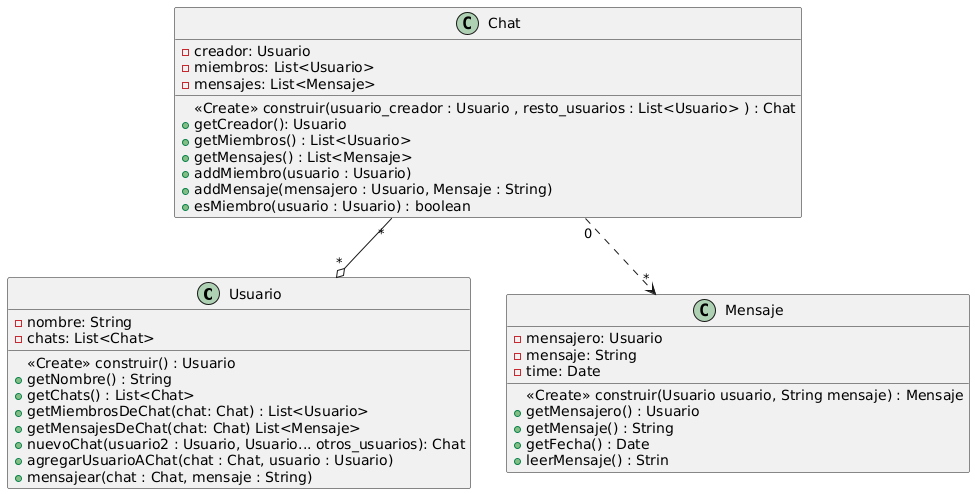 C Chat
creador: Usuario
miembros: List<Usuario>
mensajes: List<Mensaje>
«Create» construir(usuario_creador : Usuario , resto_usuarios : List<Usuario> ) : Chat
getCreador(): Usuario
getMiembros() : List<Usuario>
getMensajes() : List<Mensaje>
addMiembro(usuario : Usuario)
addMensaje(mensajero : Usuario, Mensaje : String)
esMiembro(usuario : Usuario) : boolean
*
0
*
*
C Usuario
nombre: String
chats: List<Chat>
«Create» construir() : Usuario
getNombre() : String
getChats() : List<Chat>
getMiembrosDeChat(chat: Chat) : List<Usuario>
getMensajesDeChat(chat: Chat) List<Mensaje>
nuevoChat(usuario2 : Usuario, Usuario... otros_usuarios): Chat
agregarUsuarioAChat(chat : Chat, usuario : Usuario)
mensajear(chat : Chat, mensaje : String)
C Mensaje
mensajero: Usuario
mensaje: String
time: Date
«Create» construir(Usuario usuario, String mensaje) : Mensaje
getMensajero() : Usuario
getMensaje() : String
getFecha() : Date
leerMensaje() : Strin